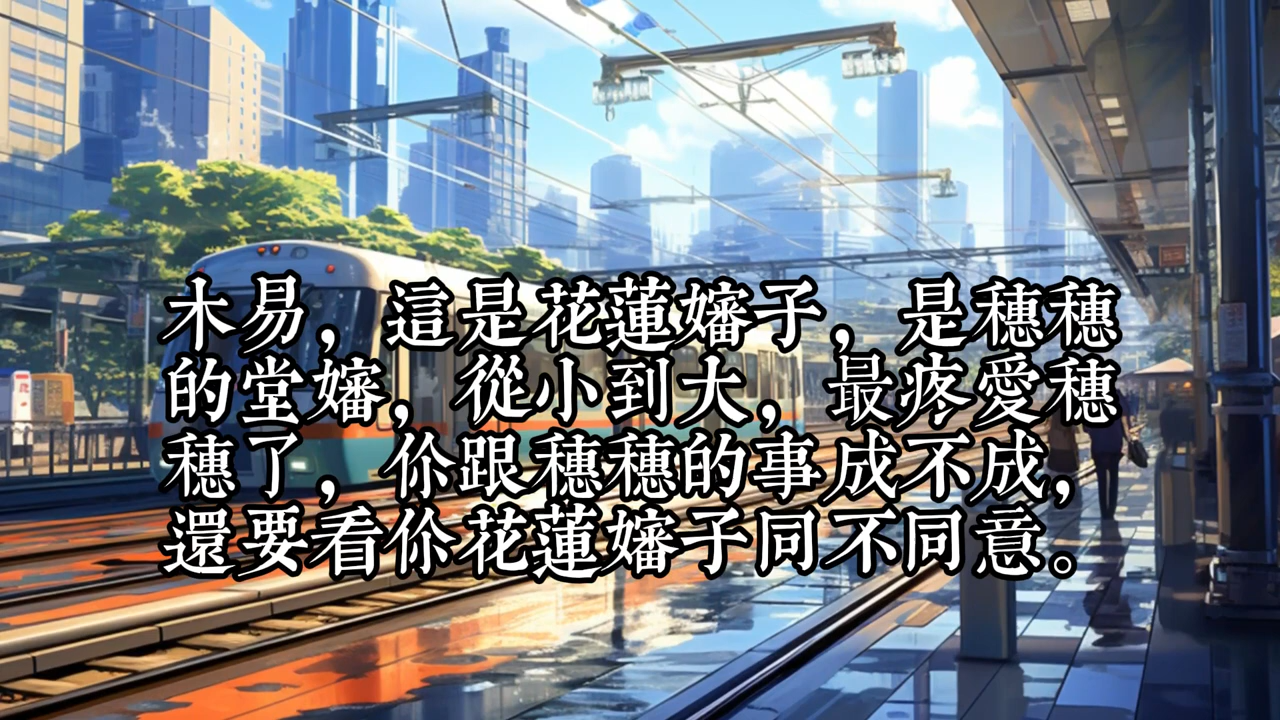 木易，這是花蓮嬸子，是穗穗
的堂嬸，從小到大，最疼愛穗
穗了，你跟穗穗的事成不成，
還要看你花蓮嬸子同不同意。